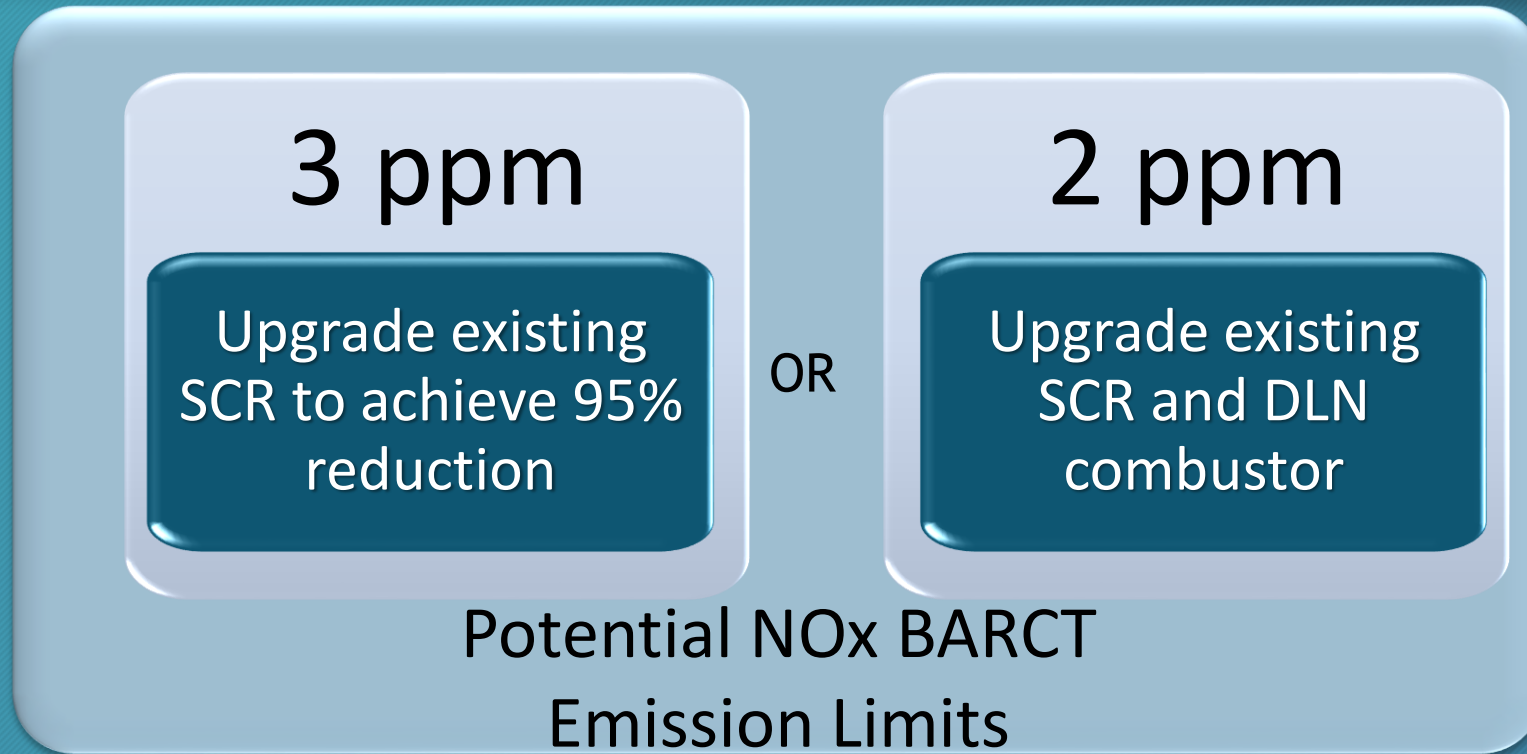 3 ppm
Upgrade existing
SCR to achieve 95%
reduction
OR
2 ppm
Upgrade existing
SCR and DLN
combustor
Potential NOx BARCT
Emission Limits